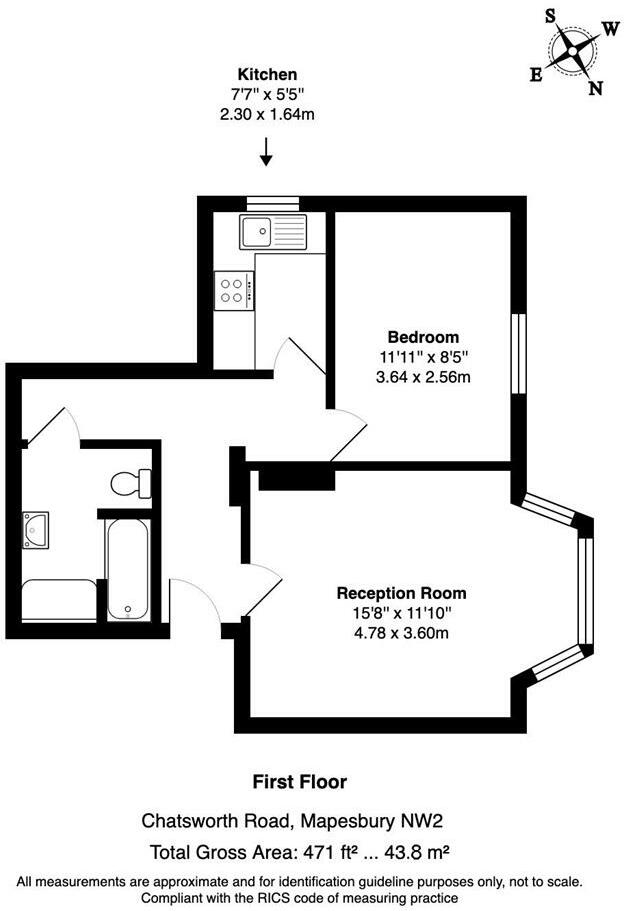 S
W
E
N
Kitchen
7'7" x 5'5"
2.30 x 1.64m
Bedroom
11'11" x 8'5"
3.64 x 2.56m
Reception Room
15'8" x 11'10"
4.78 x 3.60m
First Floor
Chatsworth Road, Mapesbury NW2
Total Gross Area: 471 ft² ... 43.8 m²
All measurements are approximate and for identification guideline purposes only, not to scale.
Compliant with the RICS code of measuring practice